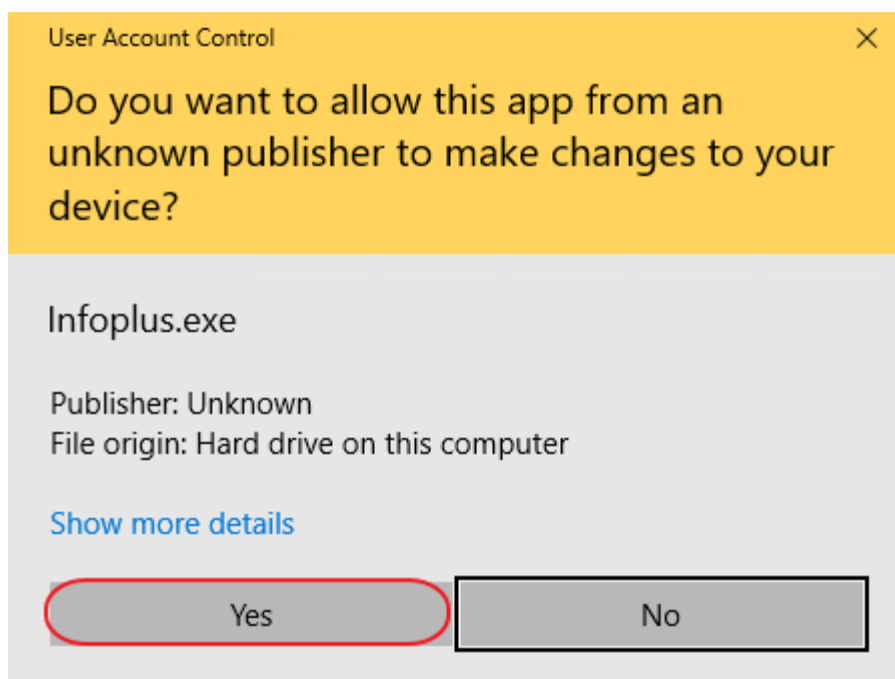 User Account Control
Do you want to allow this app from an
unknown publisher to make changes to your
device?
Infoplus.exe
Publisher: Unknown
File origin: Hard drive on this computer
Show more details
Yes
No